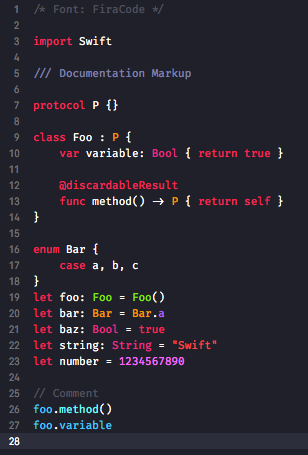 1 /* Font: FiraCode */
2
3 import Swift
4
5 /// Documentation Markup
6
7 protocol P {}
8
9 class Foo : P {
10     var variable: Bool { return true }
11
12     @discardableResult
13     func method() -> P { return self }
14 }
15
16 enum Bar {
17     case a, b, c
18 }
19 let foo: Foo = Foo()
20 let bar: Bar = Bar.a
21 let baz: Bool = true
22 let string: String = "Swift"
23 let number = 1234567890
24
25 // Comment
26 foo.method()
27 foo.variable
28